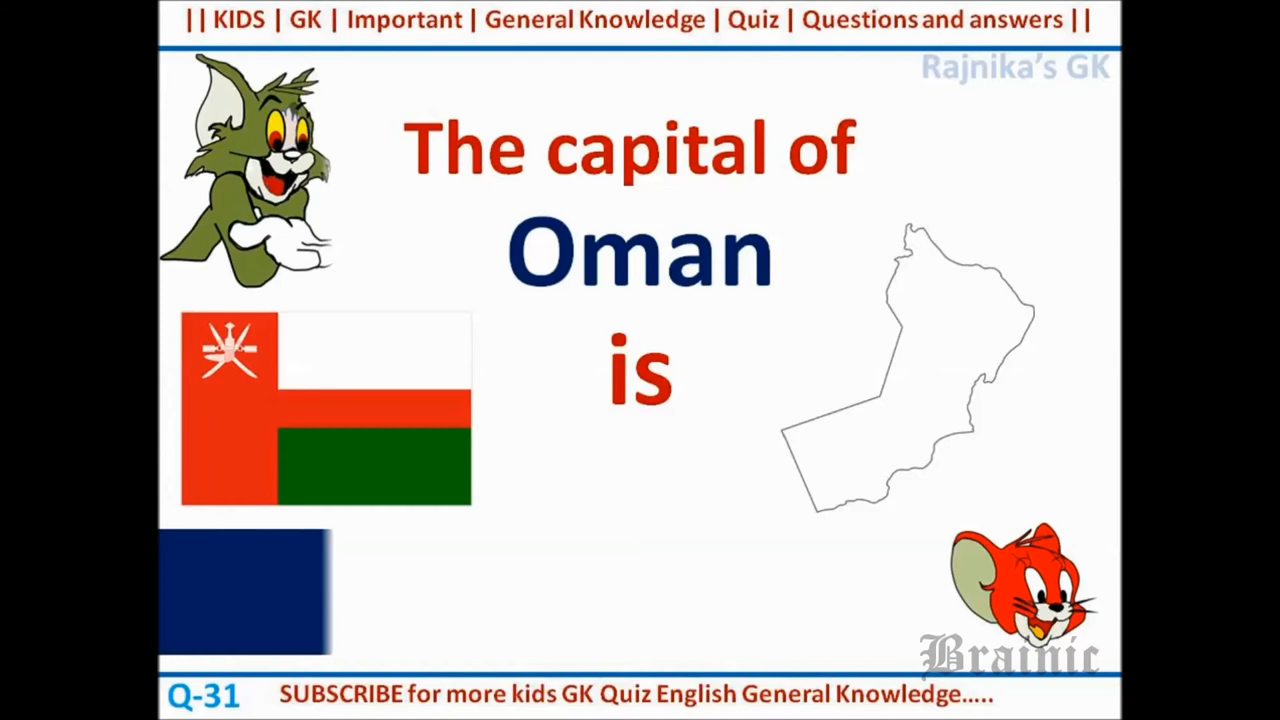 || KIDS | GK | Important | General Knowledge | Quiz | Questions and answers ||
Rajnika's GK
The capital of
Oman
is
Brainic
Q-31 SUBSCRIBE for more kids GK Quiz English General Knowledge.....